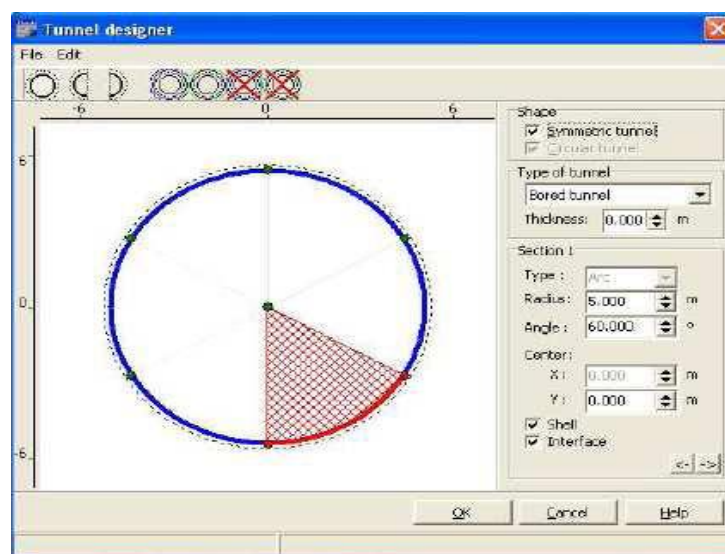 Tunnel designer
File Edit
-6 0 6
6
0
-6
Shape
Symmetric tunnel
Circular tunnel
Type of tunnel
Bored tunnel
Thickness: 0.000 m
Section 1
Type : Arc
Radius: 5.000 m
Angle : 60.000 °
Center:
X: 0.000 m
Y: 0.000 m
Shell
Interface
<- ->
OK Cancel Help